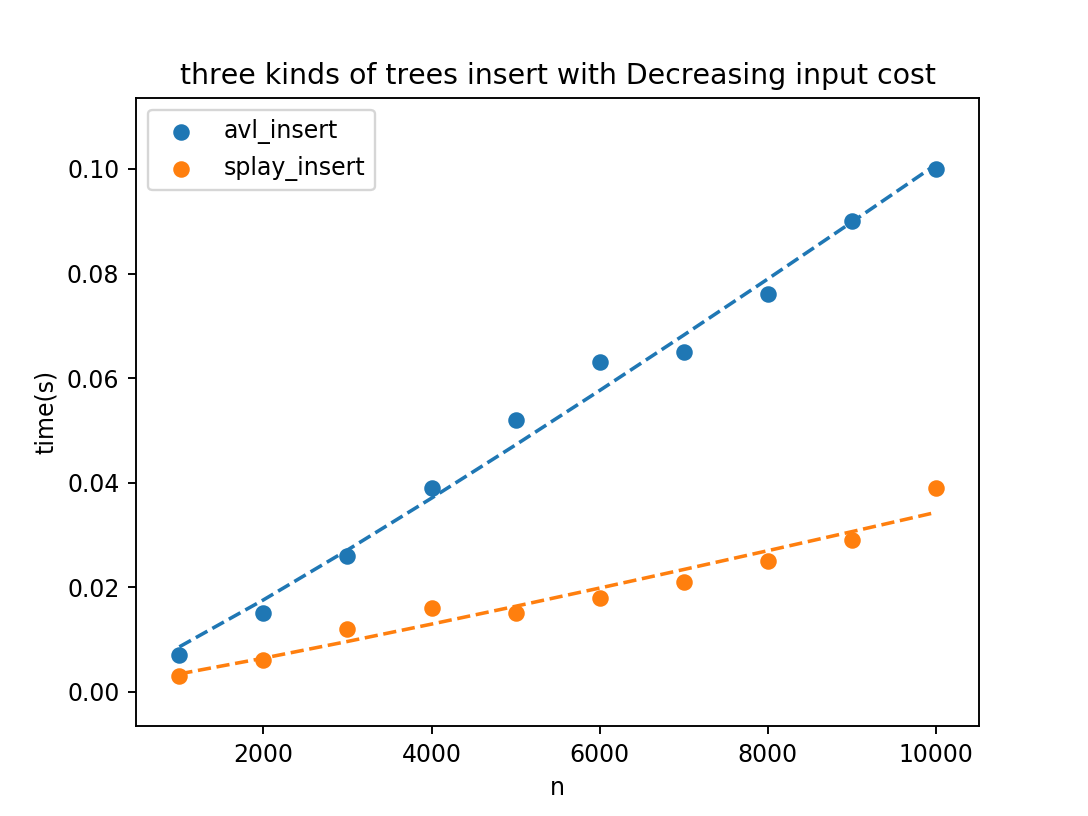 three kinds of trees insert with Decreasing input cost
avl_insert
splay_insert
0.10
0.08
0.06
0.04
0.02
0.00
time(s)
2000 4000 6000 8000 10000
n